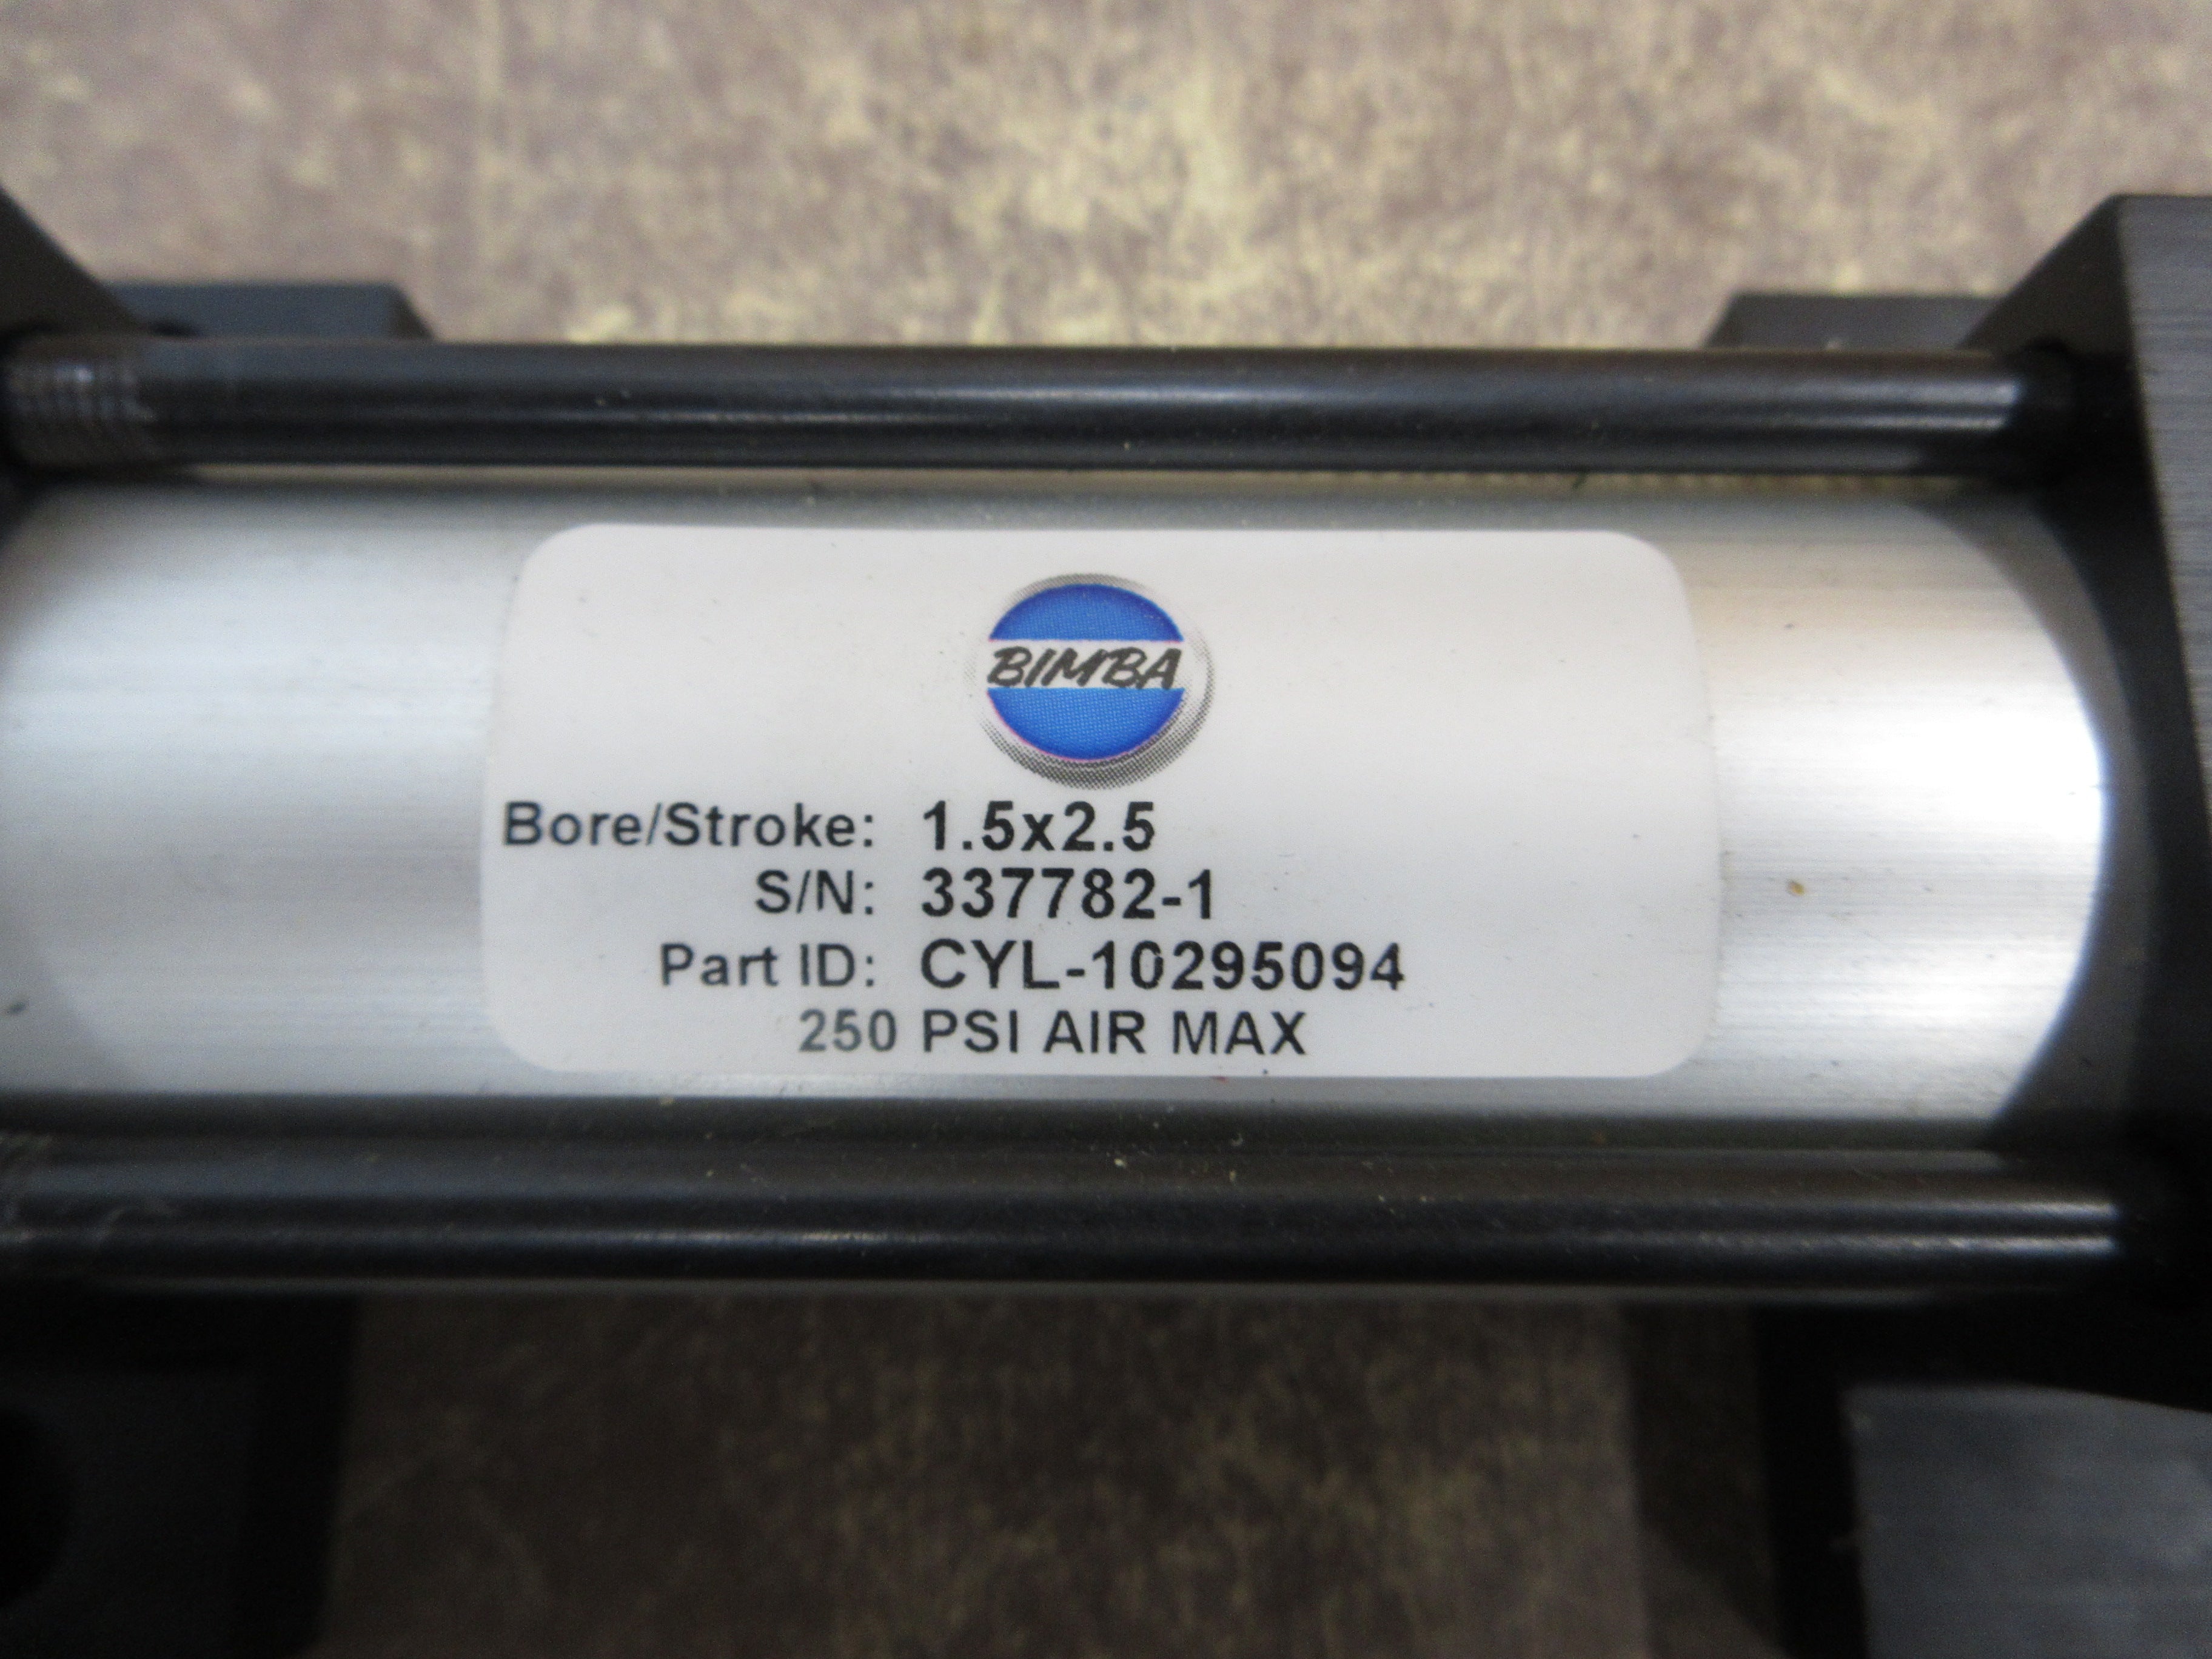 BIMBA
Bore/Stroke: 1.5x2.5
S/N: 337782-1
Part ID: CYL-10295094
250 PSI AIR MAX